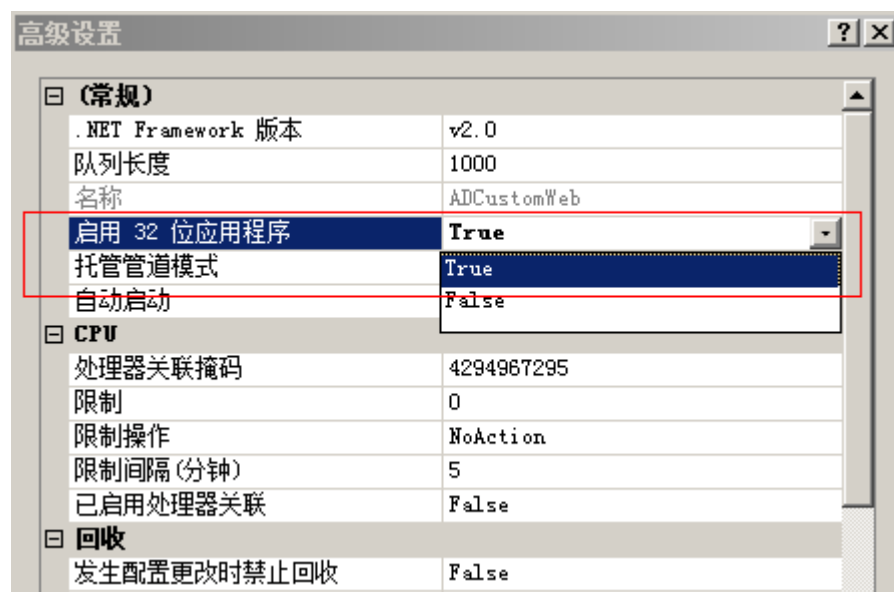 高级设置
(常规)
.NET Framework 版本 v2.0
队列长度 1000
名称 ADCustomWeb
启用 32 位应用程序 True
托管管道模式 True
自动启动 False
CPU
处理器关联掩码 4294967295
限制 0
限制操作 NoAction
限制间隔(分钟) 5
已启用处理器关联 False
回收
发生配置更改时禁止回收 False